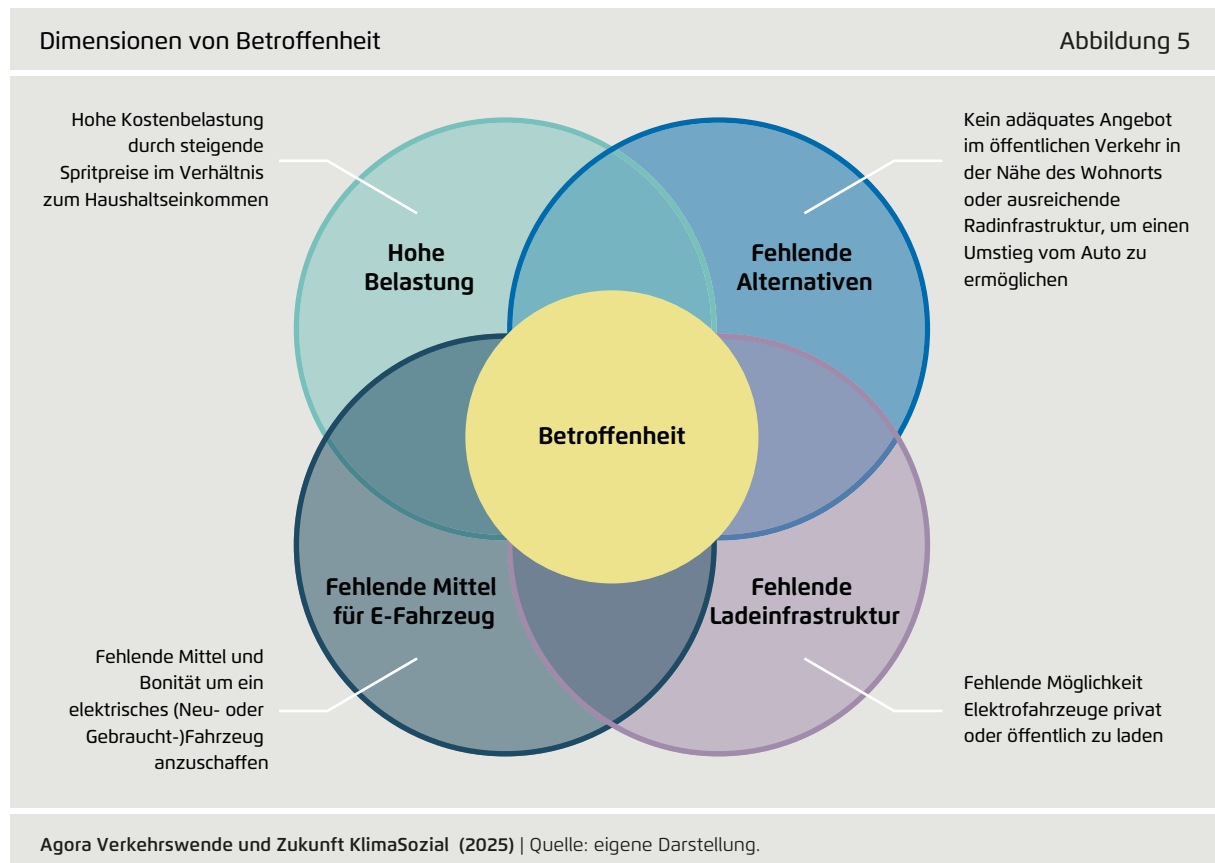 Dimensionen von Betroffenheit
Abbildung 5
Hohe Kostenbelastung
durch steigende
Spritpreise im Verhältnis
zum Haushaltseinkommen
Kein adäquates Angebot
im öffentlichen Verkehr in
der Nähe des Wohnorts
oder ausreichende
Radinfrastruktur, um einen
Umstieg vom Auto zu
ermöglichen
Hohe
Belastung
Fehlende
Alternativen
Betroffenheit
Fehlende Mittel
für E-Fahrzeug
Fehlende
Ladeinfrastruktur
Fehlende Mittel und
Bonität um ein
elektrisches (Neu- oder
Gebraucht-)Fahrzeug
anzuschaffen
Fehlende Möglichkeit
Elektrofahrzeuge privat
oder öffentlich zu laden
Agora Verkehrswende und Zukunft KlimaSozial (2025) | Quelle: eigene Darstellung.